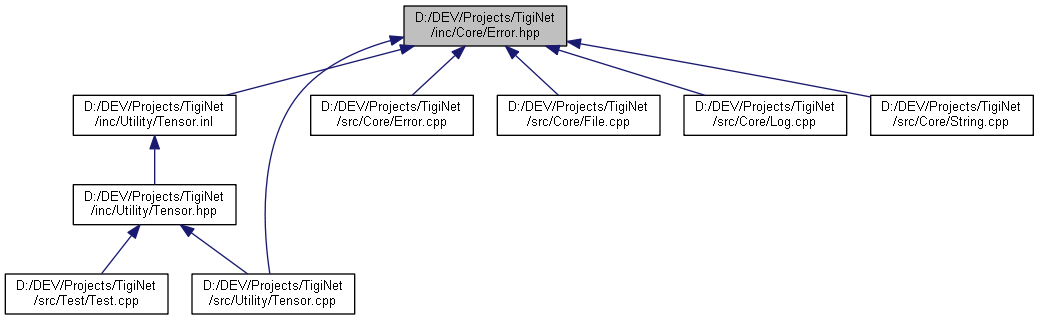 D:/DEV/Projects/TigiNet
/inc/Core/Error.hpp
D:/DEV/Projects/TigiNet
/inc/Utility/Tensor.inl
D:/DEV/Projects/TigiNet
/src/Core/Error.cpp
D:/DEV/Projects/TigiNet
/src/Core/File.cpp
D:/DEV/Projects/TigiNet
/src/Core/Log.cpp
D:/DEV/Projects/TigiNet
/src/Core/String.cpp
D:/DEV/Projects/TigiNet
/inc/Utility/Tensor.hpp
D:/DEV/Projects/TigiNet
/src/Test/Test.cpp
D:/DEV/Projects/TigiNet
/src/Utility/Tensor.cpp